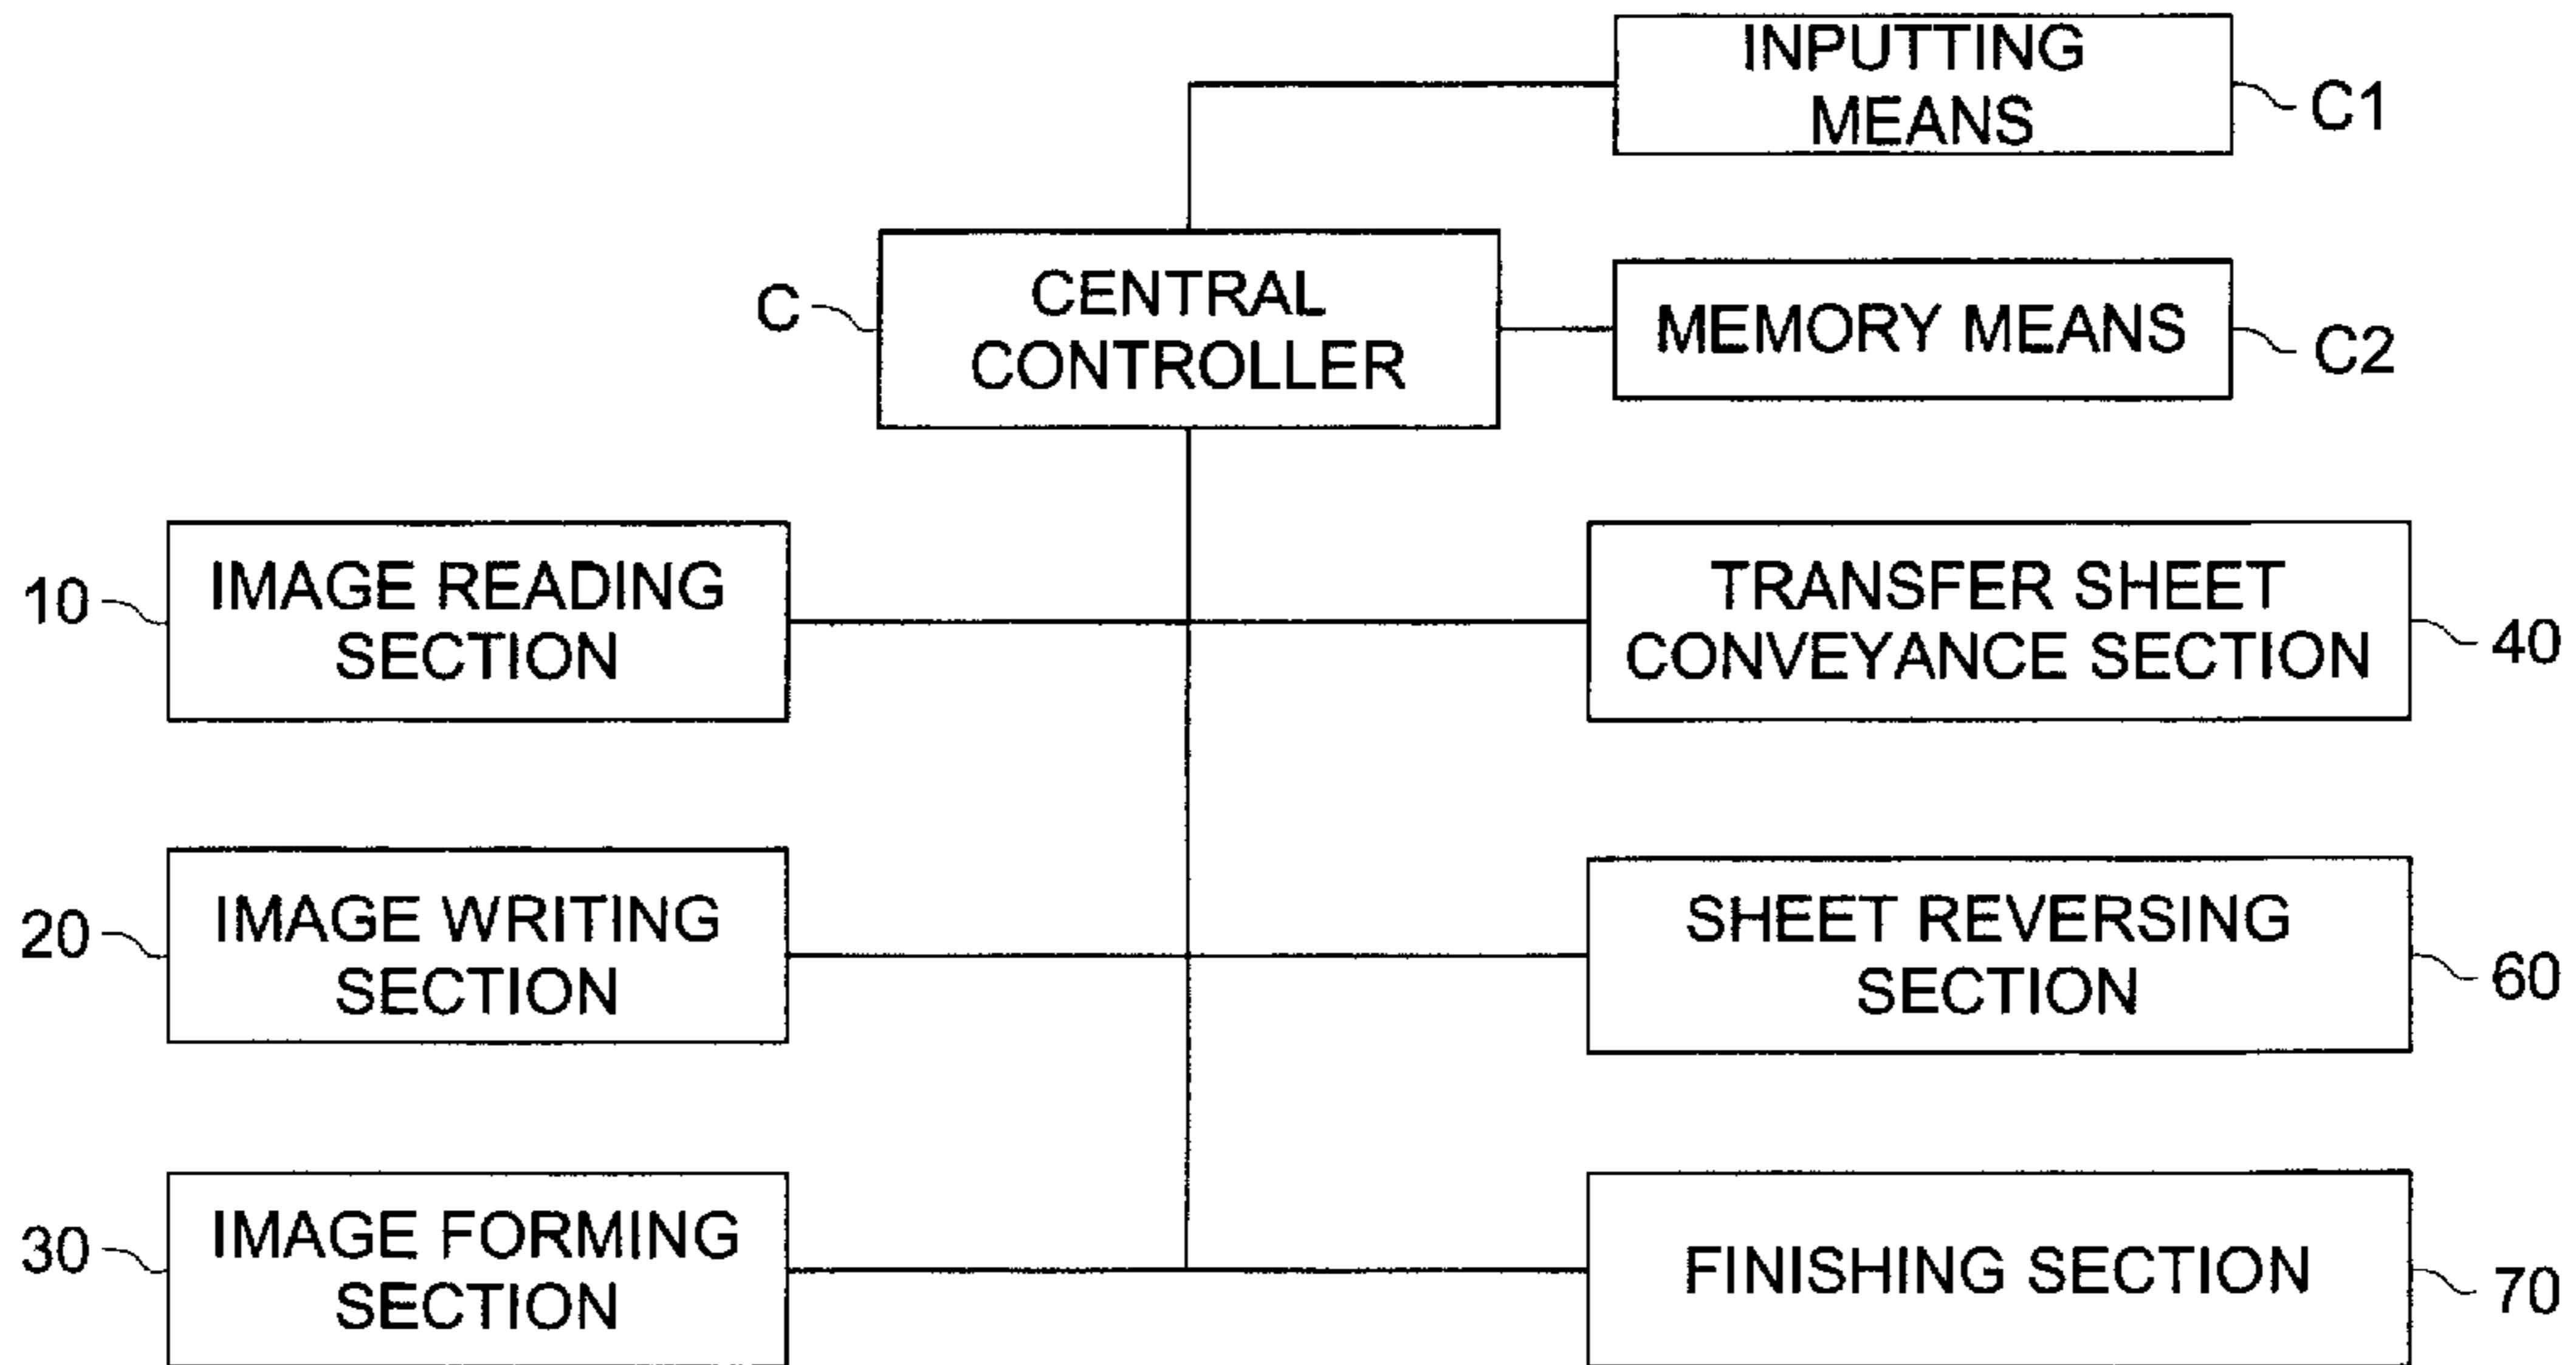 INPUTTING
MEANS
C1
C
CENTRAL
CONTROLLER
MEMORY MEANS
C2
10
IMAGE READING
SECTION
TRANSFER SHEET
CONVEYANCE SECTION
40
20
IMAGE WRITING
SECTION
SHEET REVERSING
SECTION
60
30
IMAGE FORMING
SECTION
FINISHING SECTION
70